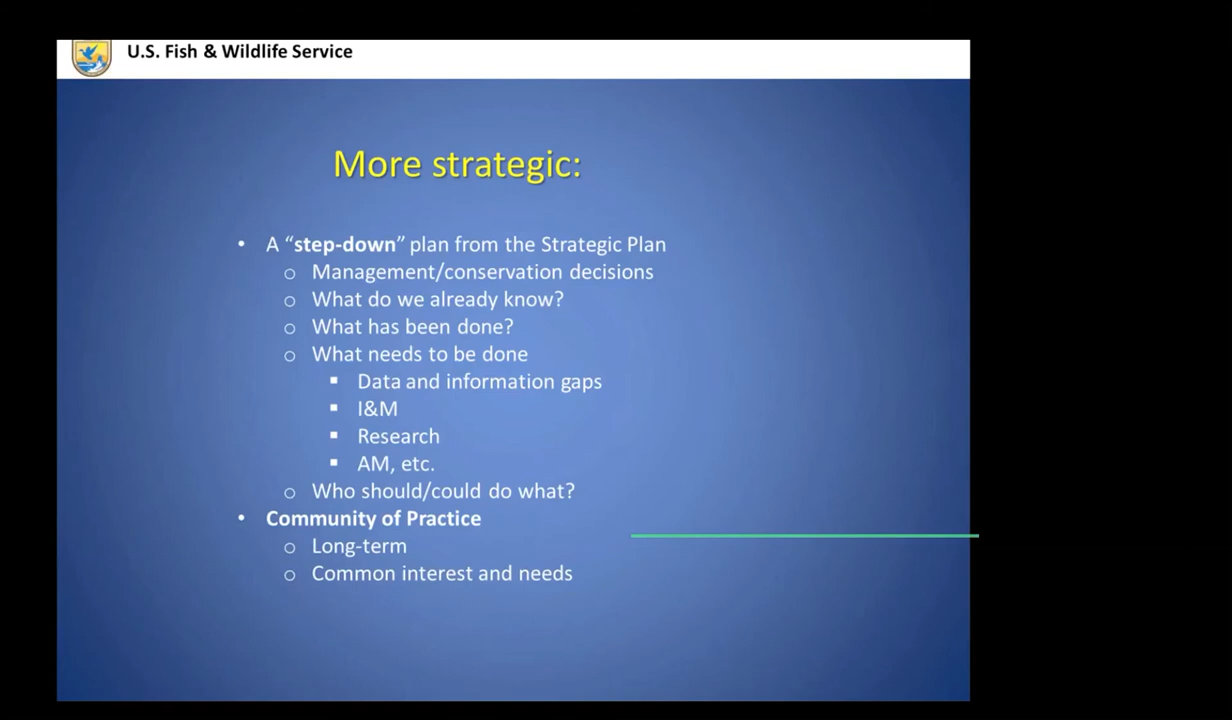 U.S. Fish & Wildlife Service
More strategic:
• A “step-down” plan from the Strategic Plan
o Management/conservation decisions
o What do we already know?
o What has been done?
o What needs to be done
▪ Data and information gaps
▪ I&M
▪ Research
▪ AM, etc.
o Who should/could do what?
• Community of Practice
o Long-term
o Common interest and needs